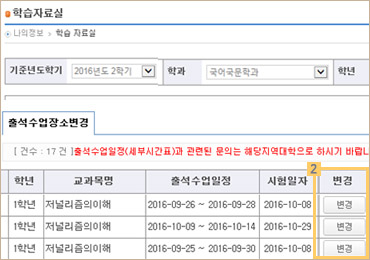 학습자료실
나의정보 > 학습 자료실
기준년도학기 2016년도 2학기 학과 국어국문학과 학년
출석수업장소변경
[ 건수 : 17 건 ]출석수업일정(세부시간표)과 관련된 문의는 해당지역대학으로 하시기 바랍니
2
학년 교과목명 출석수업일정 시험일자 변경
1학년 저널리즘의이해 2016-09-26 ~ 2016-09-28 2016-10-08 변경
1학년 저널리즘의이해 2016-10-09 ~ 2016-10-14 2016-10-29 변경
1학년 저널리즘의이해 2016-09-25 ~ 2016-09-30 2016-10-08 변경